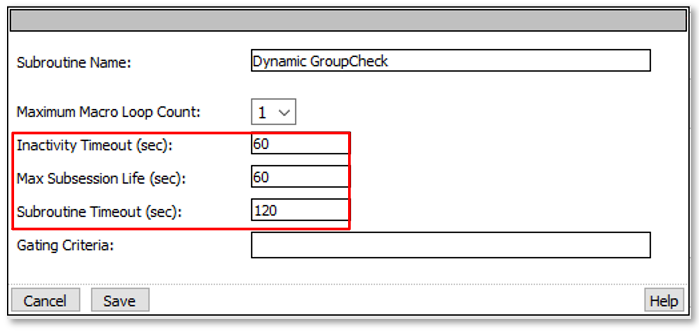 Subroutine Name: Dynamic GroupCheck
Maximum Macro Loop Count: 1
Inactivity Timeout (sec): 60
Max Subsession Life (sec): 60
Subroutine Timeout (sec): 120
Gating Criteria:
Cancel Save Help